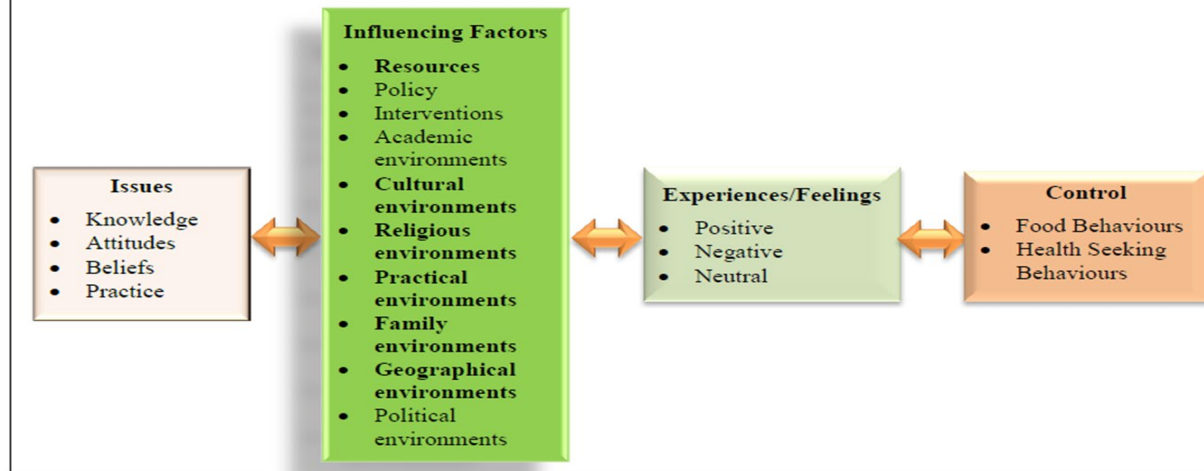 Issues
• Knowledge
• Attitudes
• Beliefs
• Practice
Influencing Factors
• Resources
• Policy
• Interventions
• Academic
environments
• Cultural
environments
• Religious
environments
• Practical
environments
• Family
environments
• Geographical
environments
• Political
environments
Experiences/Feelings
• Positive
• Negative
• Neutral
Control
• Food Behaviours
• Health Seeking
Behaviours